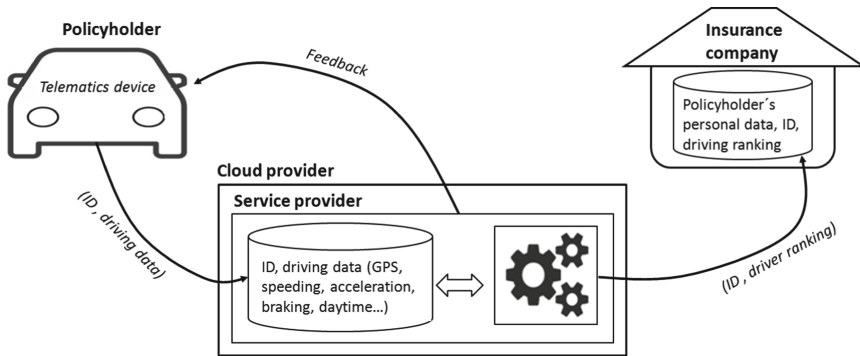 Policyholder
Telematics device
Feedback
Insurance
company
Policyholder´s
personal data, ID,
driving ranking
Cloud provider
Service provider
(ID , driving data)
ID, driving data (GPS,
speeding, acceleration,
braking, daytime…)
(ID , driver ranking)